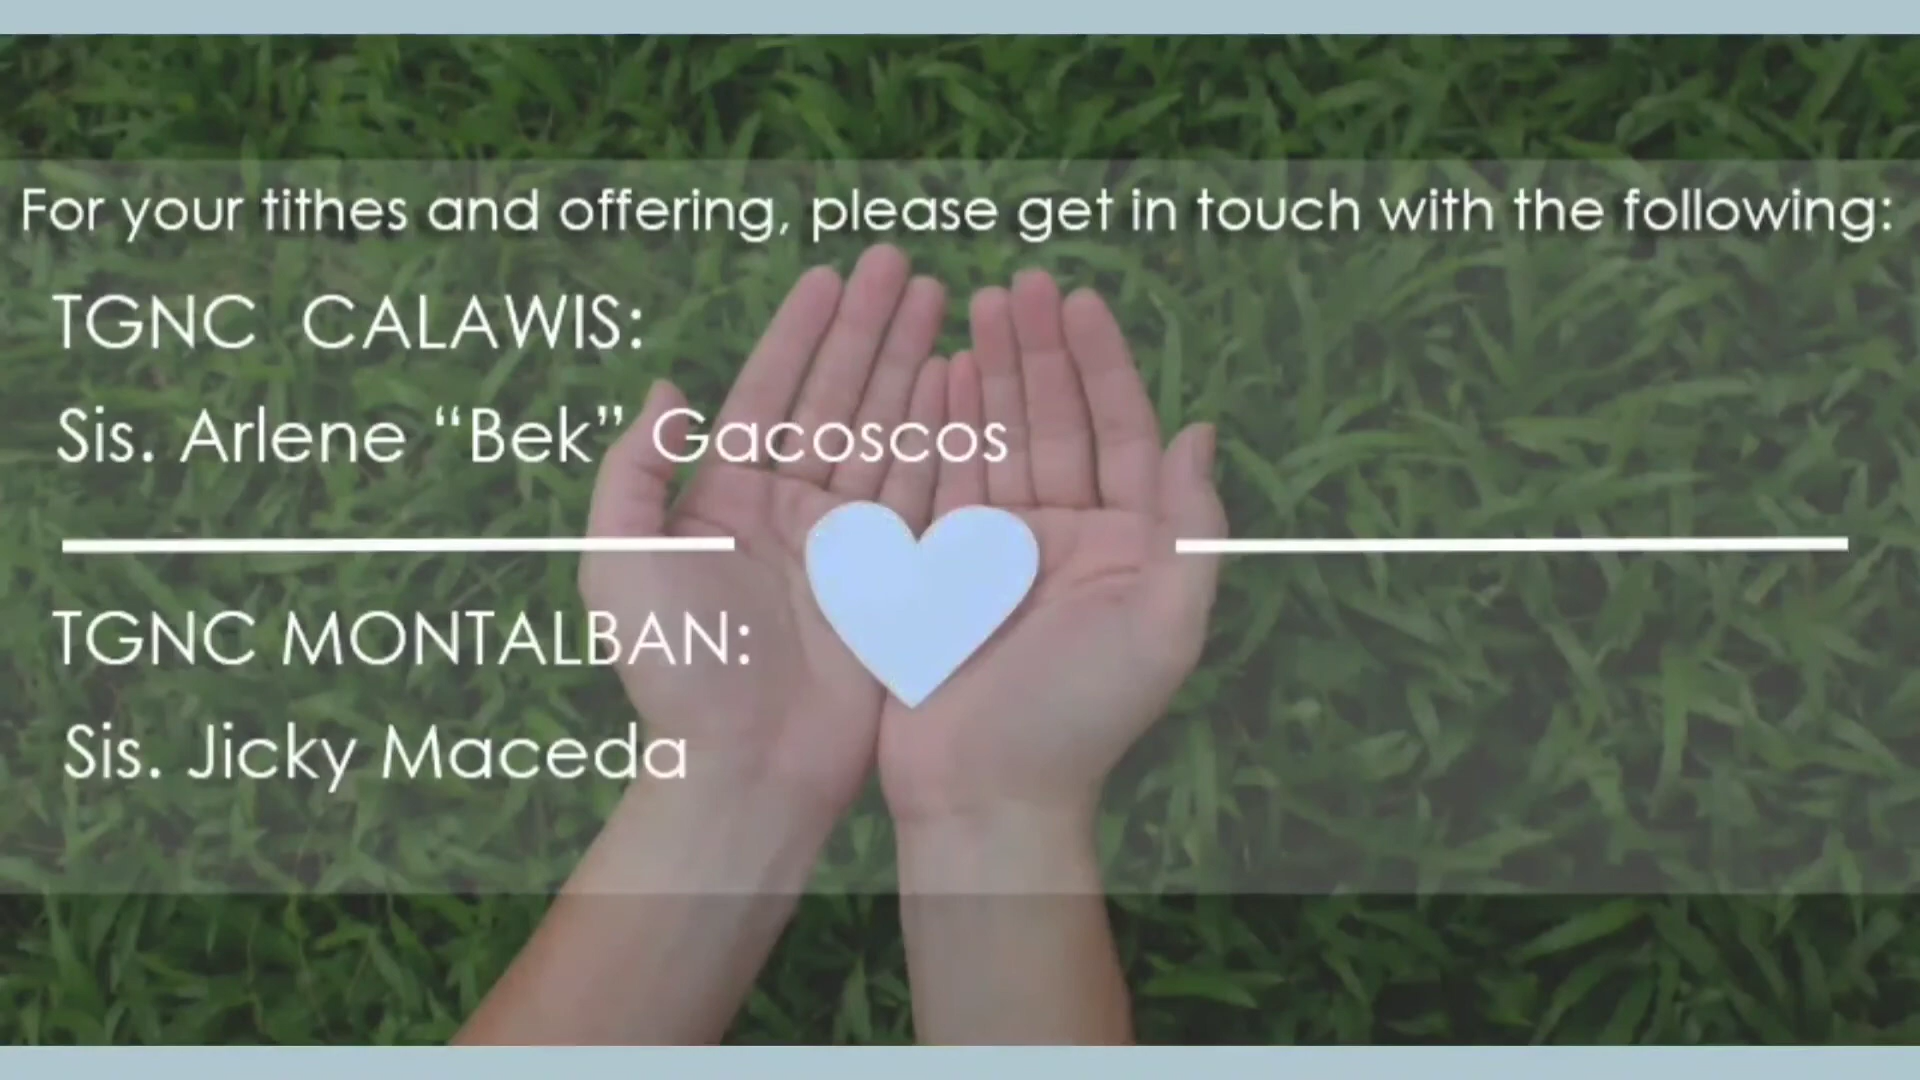 For your tithes and offering, please get in touch with the following:
TGNC CALAWIS:
Sis. Arlene “Bek” Gacoscos
TGNC MONTALBAN:
Sis. Jicky Maceda